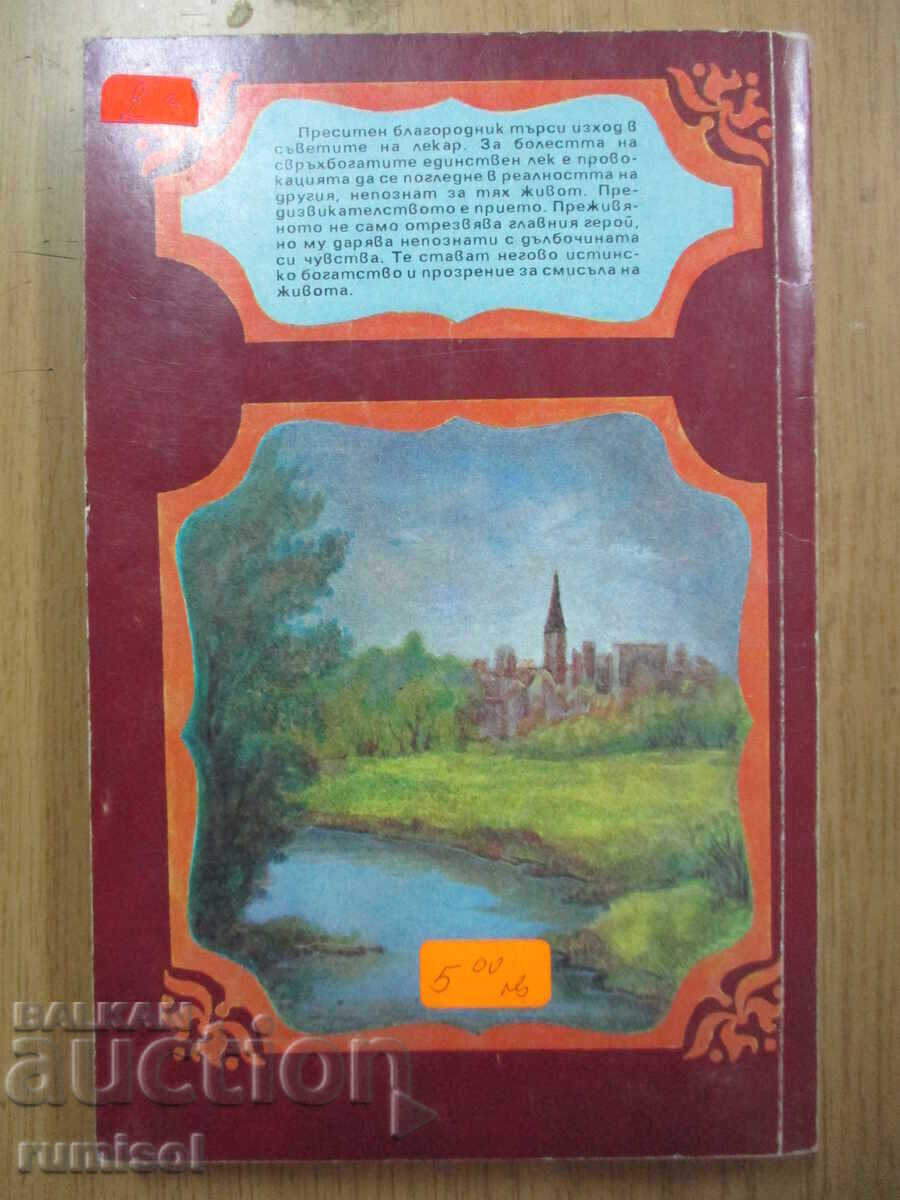 Преситен благородник търси изход в
съветите на лекар. За болестта на
свръхбогатите единствен лек е прово-
кацията да се погледне в реалността на
другия, непознат за тях живот. Пре-
дизвикателството е прието. Преживя-
ното не само отрезвява главния герой,
но му дарява непознати с дълбочината
си чувства. Те стават негово истинс-
ко богатство и прозрение за смисъла на
живота.
5 00 лв
BALKAN
auction
rumisol